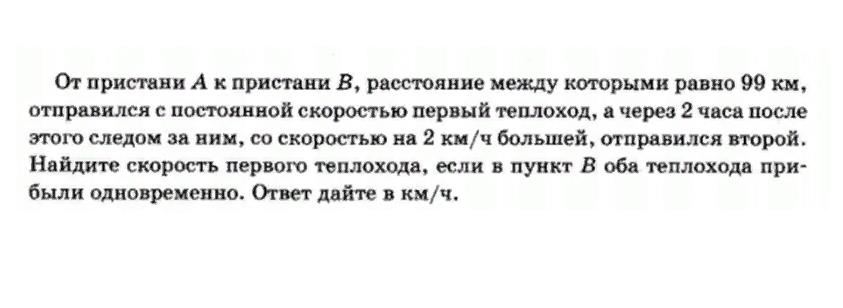 От пристани A к пристани B, расстояние между которыми равно 99 км,
отправился с постоянной скоростью первый теплоход, а через 2 часа после
этого следом за ним, со скоростью на 2 км/ч большей, отправился второй.
Найдите скорость первого теплохода, если в пункт B оба теплохода при-
были одновременно. Ответ дайте в км/ч.